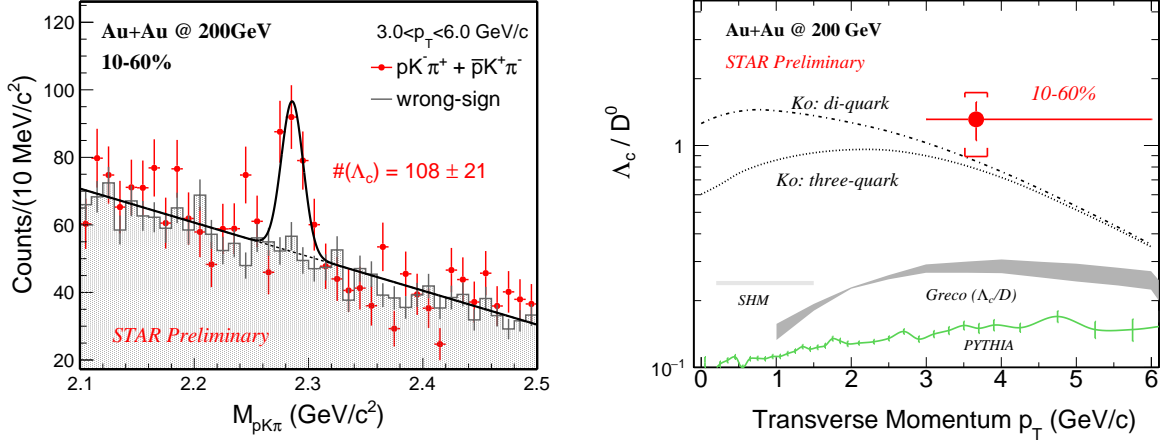 Au+Au @ 200GeV
10-60%
3.0<p_T<6.0 GeV/c
pK⁻π⁺ + p̄K⁺π⁻
wrong-sign
#(Λ_c) = 108 ± 21
STAR Preliminary
Counts/(10 MeV/c²)
120
100
80
60
40
20
2.1
2.2
2.3
2.4
2.5
M_pKπ (GeV/c²)
Au+Au @ 200 GeV
STAR Preliminary
10-60%
Ko: di-quark
Ko: three-quark
SHM
Greco (Λ_c/D)
PYTHIA
Λ_c / D⁰
1
10⁻¹
0
1
2
3
4
5
6
Transverse Momentum p_T (GeV/c)